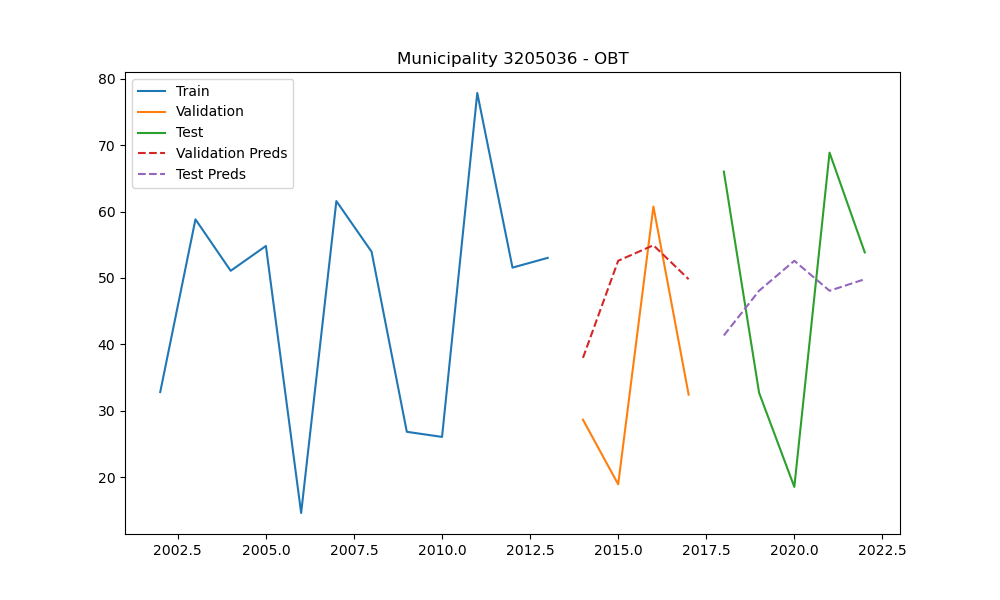 Municipality 3205036 - OBT
80
70
60
50
40
30
20
Train
Validation
Test
Validation Preds
Test Preds
2002.5 2005.0 2007.5 2010.0 2012.5 2015.0 2017.5 2020.0 2022.5